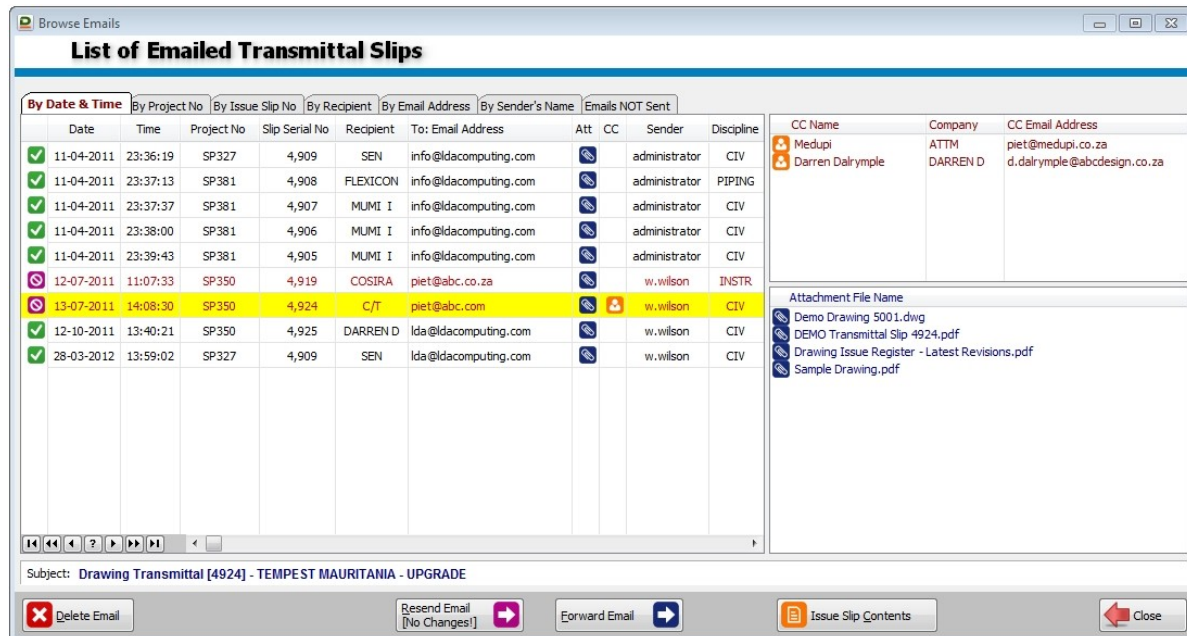 Browse Emails
List of Emailed Transmittal Slips
By Date & Time By Project No By Issue Slip No By Recipient By Email Address By Sender's Name Emails NOT Sent
Date Time Project No Slip Serial No Recipient To: Email Address Att CC Sender Discipline
11-04-2011 23:36:19 SP327 4,909 SEN info@ldacomputing.com administrator CIV
11-04-2011 23:37:13 SP381 4,908 FLEXICON info@ldacomputing.com administrator PIPING
11-04-2011 23:37:37 SP381 4,907 MUMI I info@ldacomputing.com administrator CIV
11-04-2011 23:38:00 SP381 4,906 MUMI I info@ldacomputing.com administrator CIV
11-04-2011 23:39:43 SP381 4,905 MUMI I info@ldacomputing.com administrator CIV
12-07-2011 11:07:33 SP350 4,919 COSIRA piet@abc.co.za w.wilson INSTR
13-07-2011 14:08:30 SP350 4,924 C/T piet@abc.com w.wilson CIV
12-10-2011 13:40:21 SP350 4,925 DARREN D lda@ldacomputing.com w.wilson CIV
28-03-2012 13:59:02 SP327 4,909 SEN lda@ldacomputing.com w.wilson CIV
CC Name Company CC Email Address
Medupi ATTM piet@medupi.co.za
Darren Dalrymple DARREN D d.dalrymple@abcdesign.co.za
Attachment File Name
Demo Drawing 5001.dwg
DEMO Transmittal Slip 4924.pdf
Drawing Issue Register - Latest Revisions.pdf
Sample Drawing.pdf
?
Subject: Drawing Transmittal [4924] - TEMPEST MAURITANIA - UPGRADE
Delete Email
Resend Email
[No Changes!]
Forward Email
Issue Slip Contents
Close